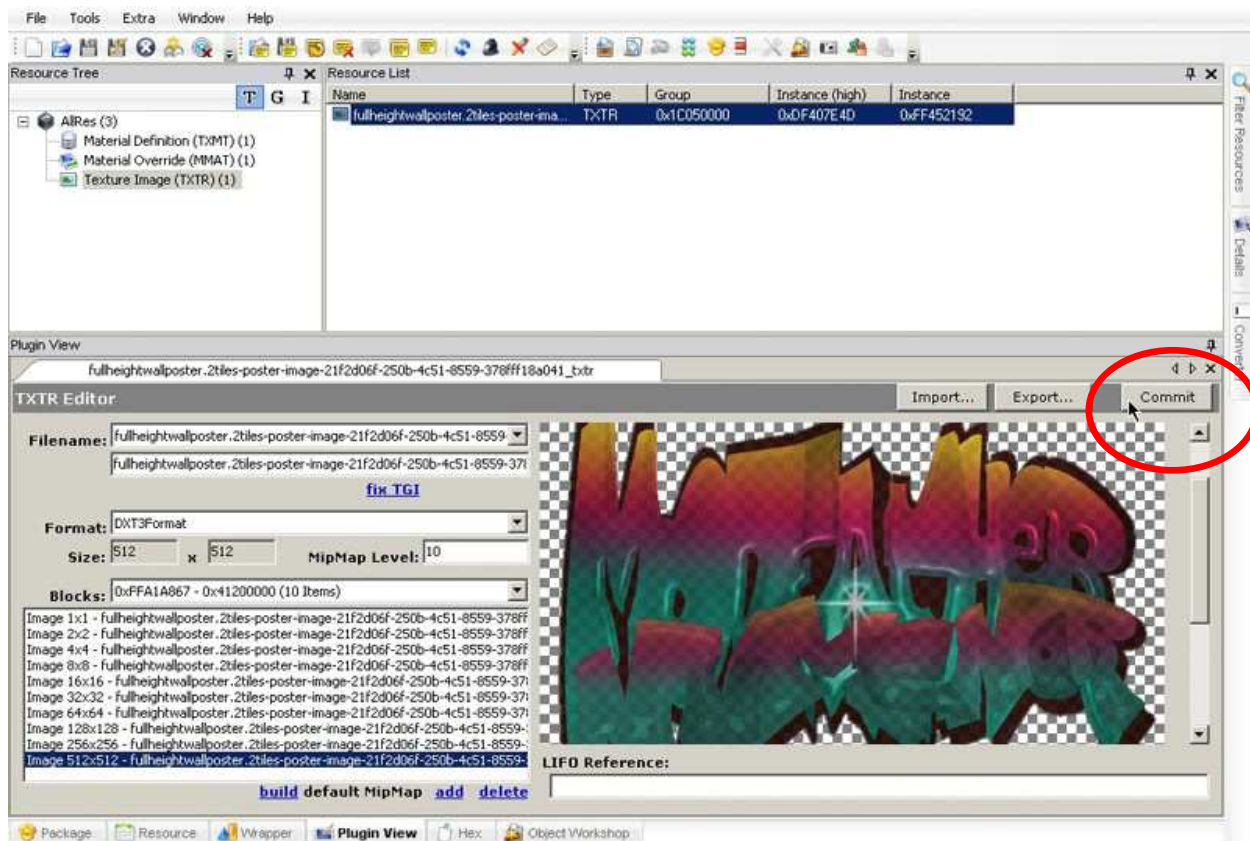 File Tools Extra Window Help
Resource Tree
T G I
AllRes (3)
Material Definition (TXMT) (1)
Material Override (MMAT) (1)
Texture Image (TXTR) (1)
Resource List
Name Type Group Instance (high) Instance
fullheightwallposter.2tiles-poster-ima... TXTR 0x1C050000 0xDF407E4D 0xFF452192
Filter Resources
Details
Plugin View
fullheightwallposter.2tiles-poster-image-21f2d06f-250b-4c51-8559-378fff18a041_txtr
TXTR Editor Import... Export... Commit
Filename: fullheightwallposter.2tiles-poster-image-21f2d06f-250b-4c51-8559-
fullheightwallposter.2tiles-poster-image-21f2d06f-250b-4c51-8559-378
fix TGI
Format: DXT3Format
Size: 512 x 512 MipMap Level: 10
Blocks: 0xFFA1A867 - 0x41200000 (10 Items)
Image 1x1 - fullheightwallposter.2tiles-poster-image-21f2d06f-250b-4c51-8559-378ff
Image 2x2 - fullheightwallposter.2tiles-poster-image-21f2d06f-250b-4c51-8559-378ff
Image 4x4 - fullheightwallposter.2tiles-poster-image-21f2d06f-250b-4c51-8559-378ff
Image 8x8 - fullheightwallposter.2tiles-poster-image-21f2d06f-250b-4c51-8559-378ff
Image 16x16 - fullheightwallposter.2tiles-poster-image-21f2d06f-250b-4c51-8559-37
Image 32x32 - fullheightwallposter.2tiles-poster-image-21f2d06f-250b-4c51-8559-37
Image 64x64 - fullheightwallposter.2tiles-poster-image-21f2d06f-250b-4c51-8559-37
Image 128x128 - fullheightwallposter.2tiles-poster-image-21f2d06f-250b-4c51-8559-
Image 256x256 - fullheightwallposter.2tiles-poster-image-21f2d06f-250b-4c51-8559-
Image 512x512 - fullheightwallposter.2tiles-poster-image-21f2d06f-250b-4c51-8559-
build default MipMap add delete
LIFO Reference:
Package Resource Wrapper Plugin View Hex Object Workshop